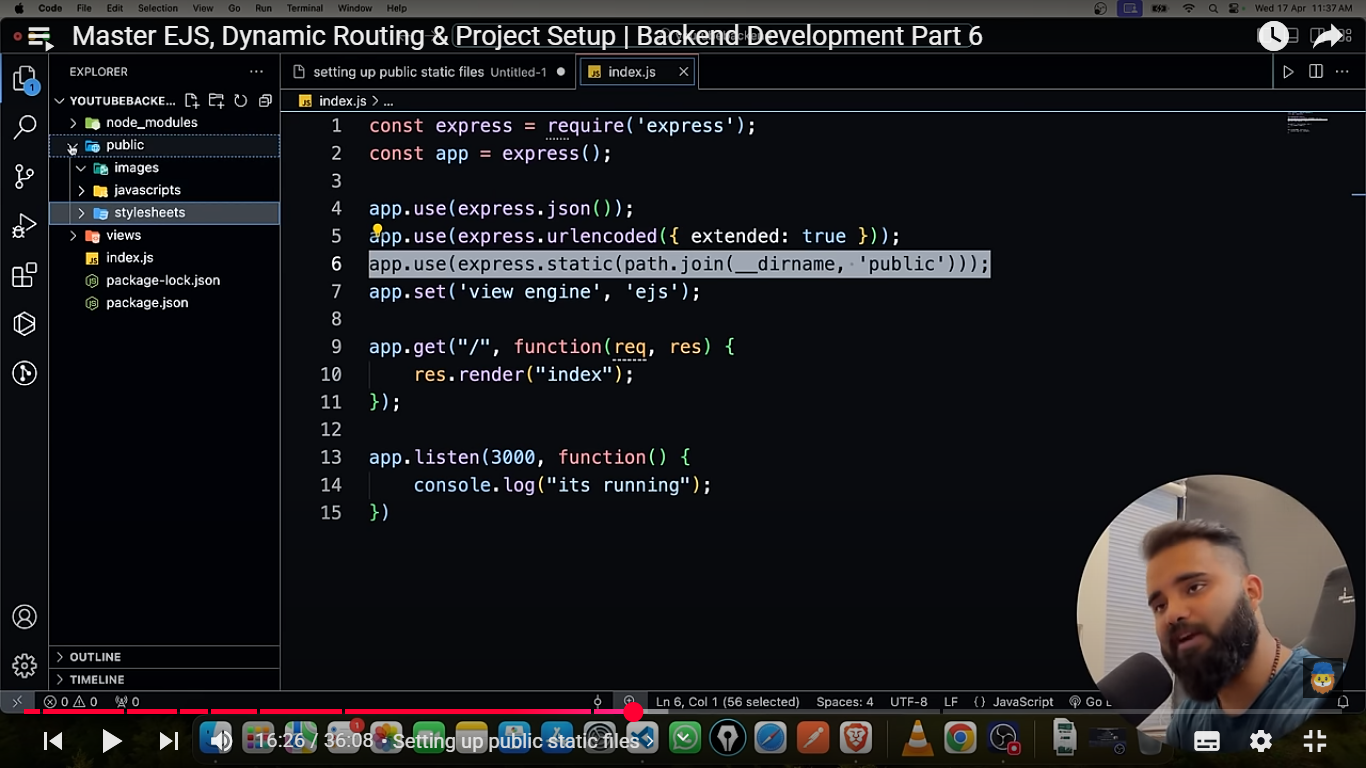 Code File Edit Selection View Go Run Terminal Window Help
Wed 17 Apr 11:37 AM
Master EJS, Dynamic Routing & Project Setup | Backend Development Part 6
EXPLORER
setting up public static files Untitled-1
index.js
YOUTUBEBACKE...
index.js > ...
node_modules
public
images
javascripts
stylesheets
views
index.js
package-lock.json
package.json
1 const express = require('express');
2 const app = express();
3
4 app.use(express.json());
5 app.use(express.urlencoded({ extended: true }));
6 app.use(express.static(path.join(__dirname, 'public')));
7 app.set('view engine', 'ejs');
8
9 app.get("/", function(req, res) {
10 res.render("index");
11 });
12
13 app.listen(3000, function() {
14 console.log("its running");
15 })
OUTLINE
TIMELINE
0 0 0
Ln 6, Col 1 (56 selected) Spaces: 4 UTF-8 LF {} JavaScript Go L
16:26 / 36:08 • Setting up public static files >
1
1